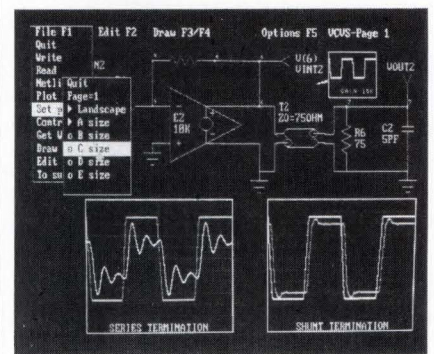 File F1 Edit F2 Draw F3/F4 Options F5 VCVS-Page 1
Quit
Write
Read
Netli
Plot
Set
Contr
Get
Draw
Edit
To sw
Quit
Page=1
Landscape
A size
o B size
o C size
o D size
o E size
N2
E2
10K
T2
Z0=75OHM
V(6)
VINT2
VOUT2
R6
75
C2
5PF
SERIES TERMINATION
SHUNT TERMINATION